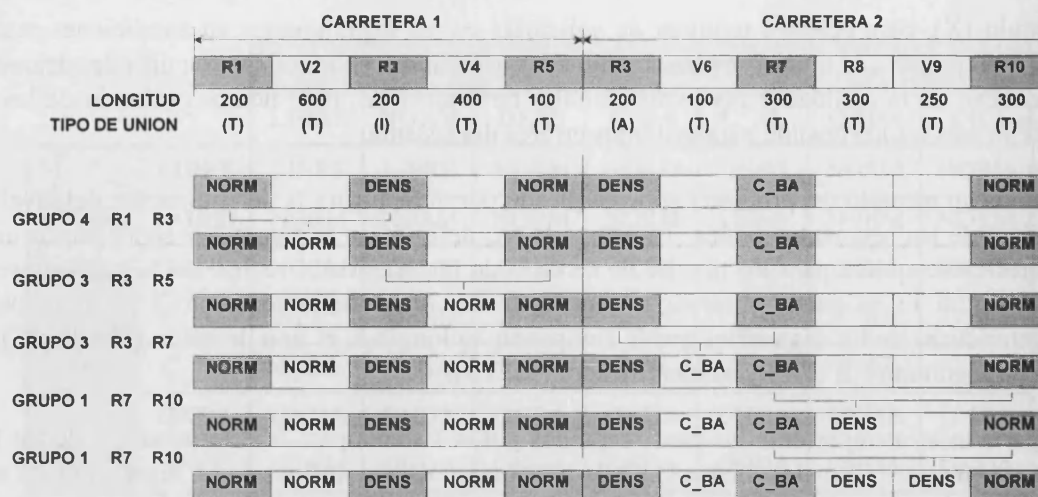 CARRETERA 1 CARRETERA 2
R1 V2 R3 V4 R5 R3 V6 R7 R8 V9 R10
LONGITUD 200 600 200 400 100 200 100 300 300 250 300
TIPO DE UNION (T) (T) (I) (T) (T) (A) (T) (T) (T) (T) (T)
NORM DENS NORM DENS C_BA NORM
GRUPO 4 R1 R3
NORM NORM DENS NORM DENS C_BA NORM
GRUPO 3 R3 R5
NORM NORM DENS NORM NORM DENS C_BA NORM
GRUPO 3 R3 R7
NORM NORM DENS NORM NORM DENS C_BA C_BA NORM
GRUPO 1 R7 R10
NORM NORM DENS NORM NORM DENS C_BA C_BA DENS NORM
GRUPO 1 R7 R10
NORM NORM DENS NORM NORM DENS C_BA C_BA DENS DENS NORM